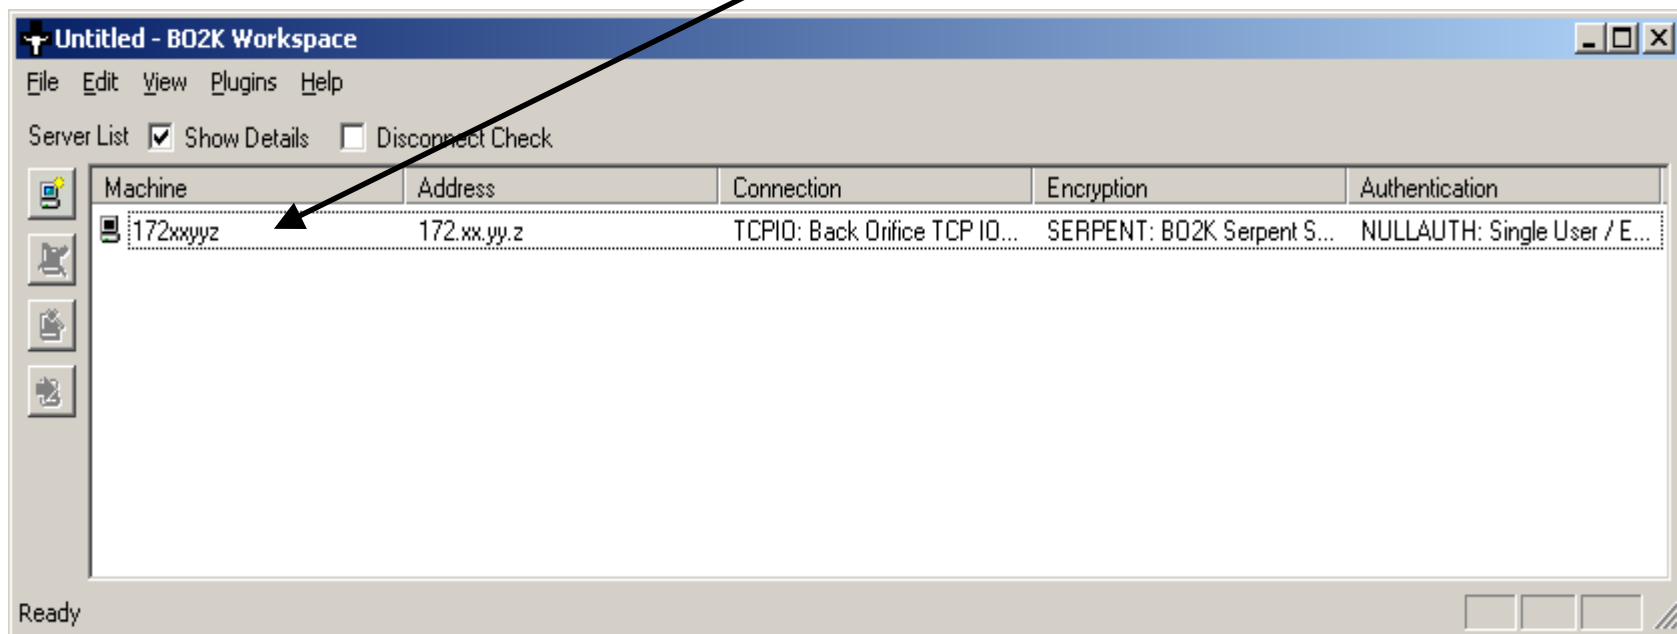 Untitled - BO2K Workspace
File Edit View Plugins Help
Server List Show Details Disconnect Check
Machine Address Connection Encryption Authentication
172xxyyz 172.xx.yy.z TCPIO: Back Orifice TCP IO... SERPENT: BO2K Serpent S... NULLAUTH: Single User / E...
Ready